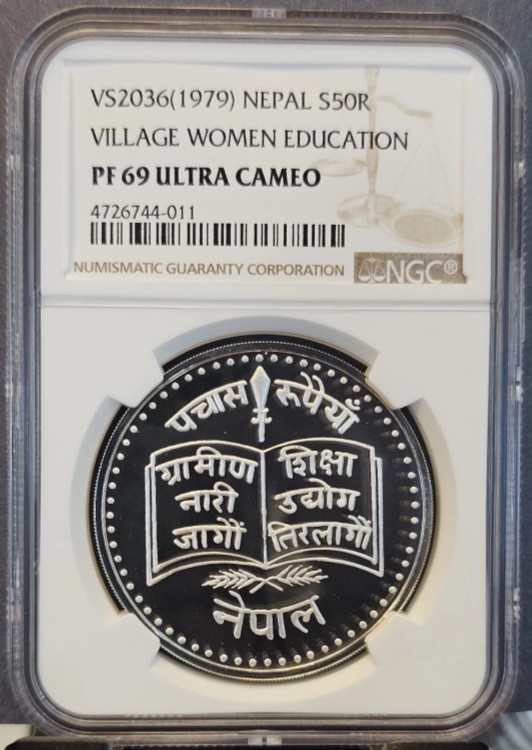 VS2036(1979) NEPAL S50R
VILLAGE WOMEN EDUCATION
PF 69 ULTRA CAMEO
4726744-011
NUMISMATIC GUARANTY CORPORATION NGC®
पचास रूपैयाँ
ग्रामीण शिक्षा
नारी उद्योग
जागौं तिरलागौं
नेपाल